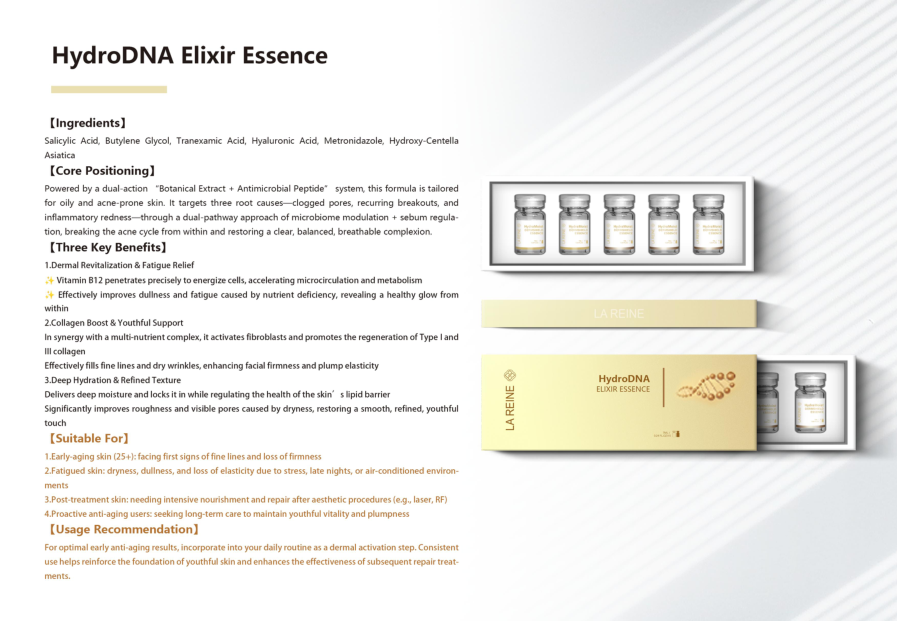 HydroDNA Elixir Essence
【Ingredients】
Salicylic Acid, Butylene Glycol, Tranexamic Acid, Hyaluronic Acid, Metronidazole, Hydroxy-Centella
Asiatica
【Core Positioning】
Powered by a dual-action “Botanical Extract + Antimicrobial Peptide” system, this formula is tailored
for oily and acne-prone skin. It targets three root causes—clogged pores, recurring breakouts, and
inflammatory redness—through a dual-pathway approach of microbiome modulation + sebum regula-
tion, breaking the acne cycle from within and restoring a clear, balanced, breathable complexion.
【Three Key Benefits】
1.Dermal Revitalization & Fatigue Relief
✨ Vitamin B12 penetrates precisely to energize cells, accelerating microcirculation and metabolism
✨ Effectively improves dullness and fatigue caused by nutrient deficiency, revealing a healthy glow from
within
2.Collagen Boost & Youthful Support
In synergy with a multi-nutrient complex, it activates fibroblasts and promotes the regeneration of Type I and
III collagen
Effectively fills fine lines and dry wrinkles, enhancing facial firmness and plump elasticity
3.Deep Hydration & Refined Texture
Delivers deep moisture and locks it in while regulating the health of the skin’s lipid barrier
Significantly improves roughness and visible pores caused by dryness, restoring a smooth, refined, youthful
touch
【Suitable For】
1.Early-aging skin (25+): facing first signs of fine lines and loss of firmness
2.Fatigued skin: dryness, dullness, and loss of elasticity due to stress, late nights, or air-conditioned environ-
ments
3.Post-treatment skin: needing intensive nourishment and repair after aesthetic procedures (e.g., laser, RF)
4.Proactive anti-aging users: seeking long-term care to maintain youthful vitality and plumpness
【Usage Recommendation】
For optimal early anti-aging results, incorporate into your daily routine as a dermal activation step. Consistent
use helps reinforce the foundation of youthful skin and enhances the effectiveness of subsequent repair treat-
ments.
LA REINE
LA REINE
HydroDNA
ELIXIR ESSENCE